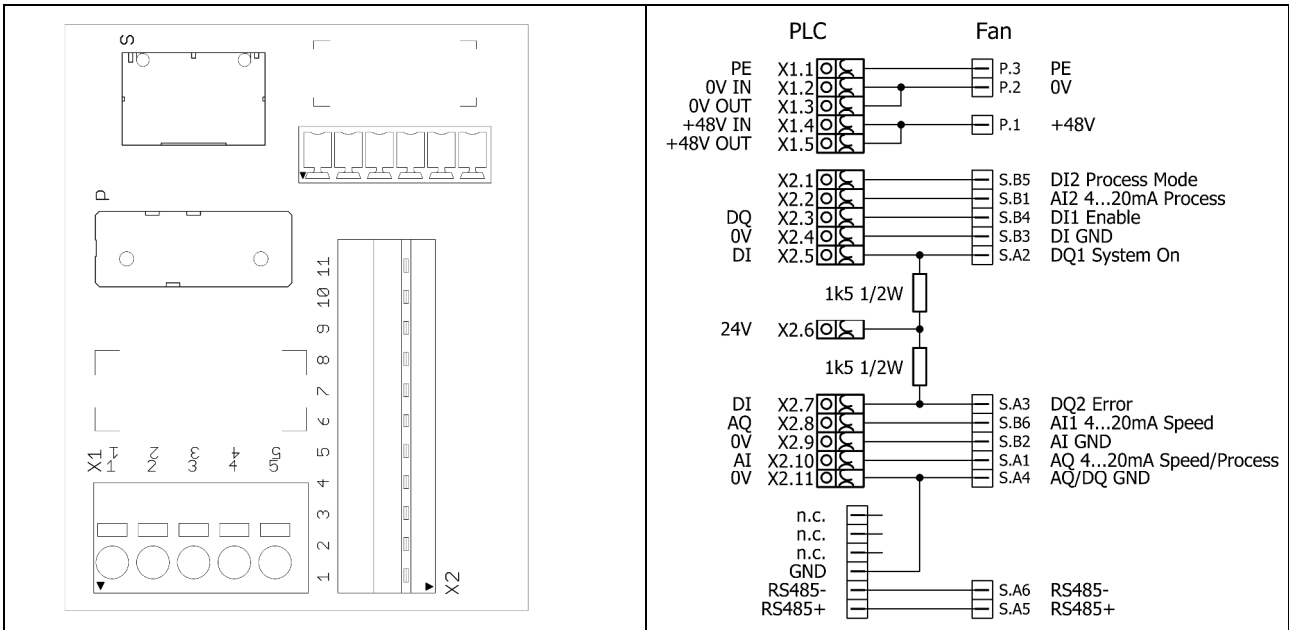 S
P
11
10
9
8
7
6
5
4
3
2
1
X2
X1
1 2 3 4 5
1 2 3 4 5
PLC Fan
PE X1.1 P.3 PE
0V IN X1.2 P.2 0V
0V OUT X1.3
+48V IN X1.4 P.1 +48V
+48V OUT X1.5
X2.1 S.B5 DI2 Process Mode
X2.2 S.B1 AI2 4...20mA Process
DQ X2.3 S.B4 DI1 Enable
0V X2.4 S.B3 DI GND
DI X2.5 S.A2 DQ1 System On
1k5 1/2W
24V X2.6
1k5 1/2W
DI X2.7 S.A3 DQ2 Error
AQ X2.8 S.B6 AI1 4...20mA Speed
0V X2.9 S.B2 AI GND
AI X2.10 S.A1 AQ 4...20mA Speed/Process
0V X2.11 S.A4 AQ/DQ GND
n.c.
n.c.
n.c.
GND
RS485- S.A6 RS485-
RS485+ S.A5 RS485+